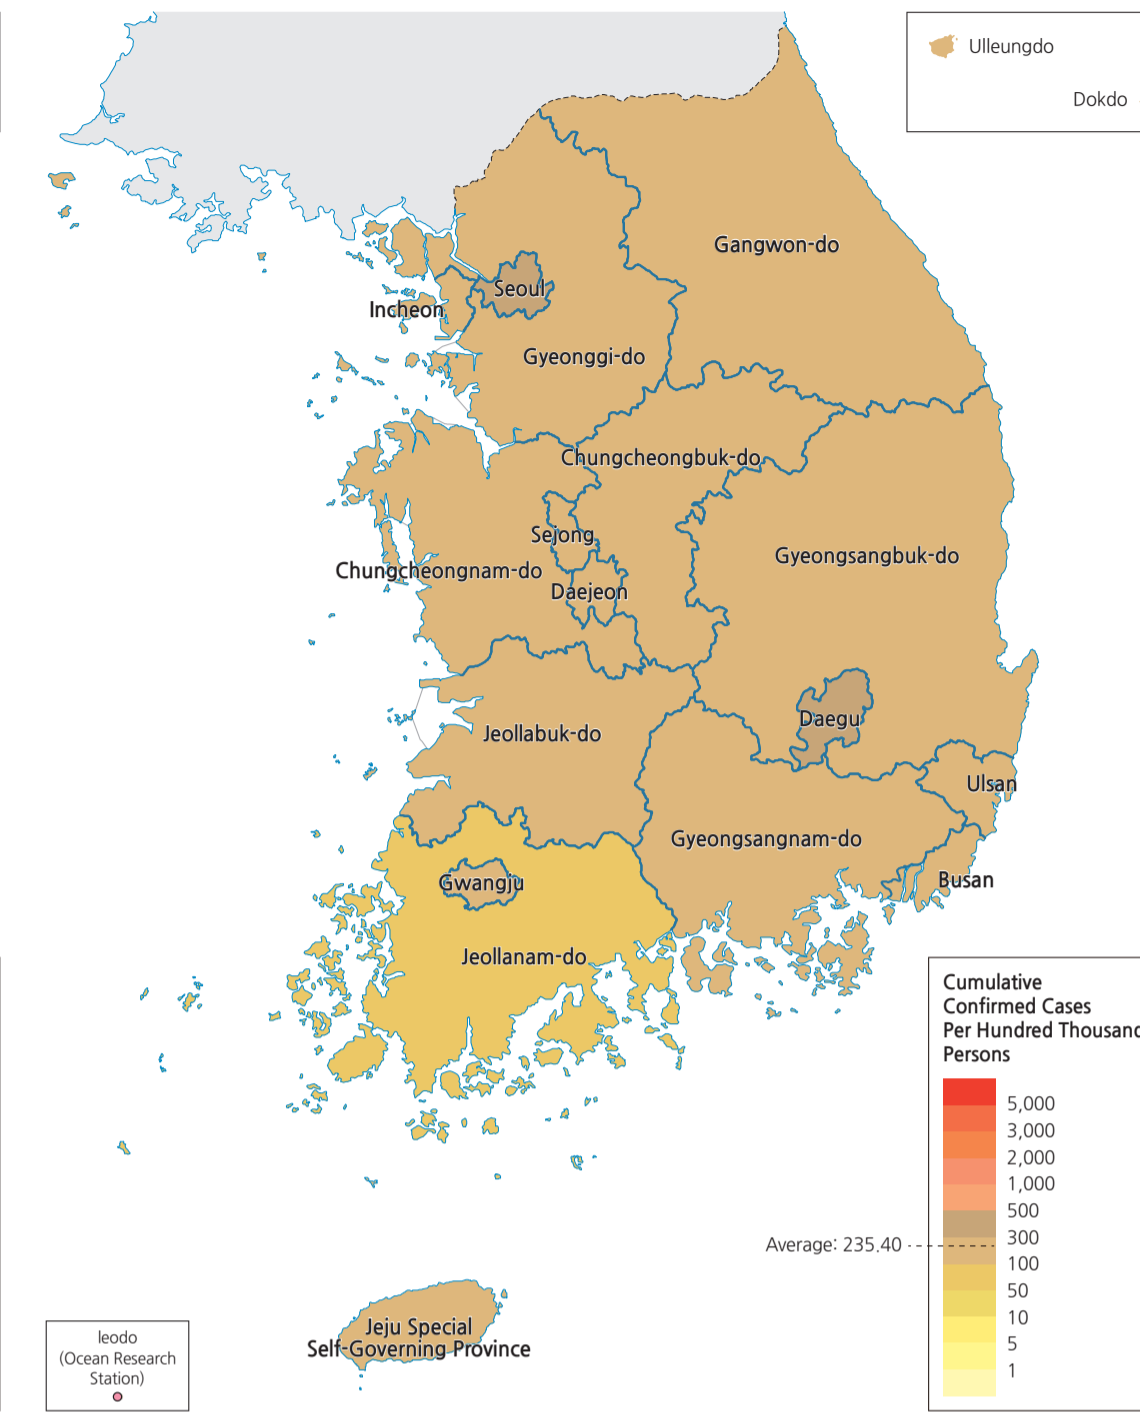 Ulleungdo
Dokdo
Gangwon-do
Seoul
Incheon
Gyeonggi-do
Chungcheongbuk-do
Sejong
Gyeongsangbuk-do
Chungcheongnam-do
Daejeon
Daegu
Jeollabuk-do
Ulsan
Gyeongsangnam-do
Gwangju
Busan
Jeollanam-do
Cumulative
Confirmed Cases
Per Hundred Thousand
Persons
5,000
3,000
2,000
1,000
500
300
Average: 235.40
100
50
10
5
1
Jeju Special
Self-Governing Province
Ieodo
(Ocean Research
Station)